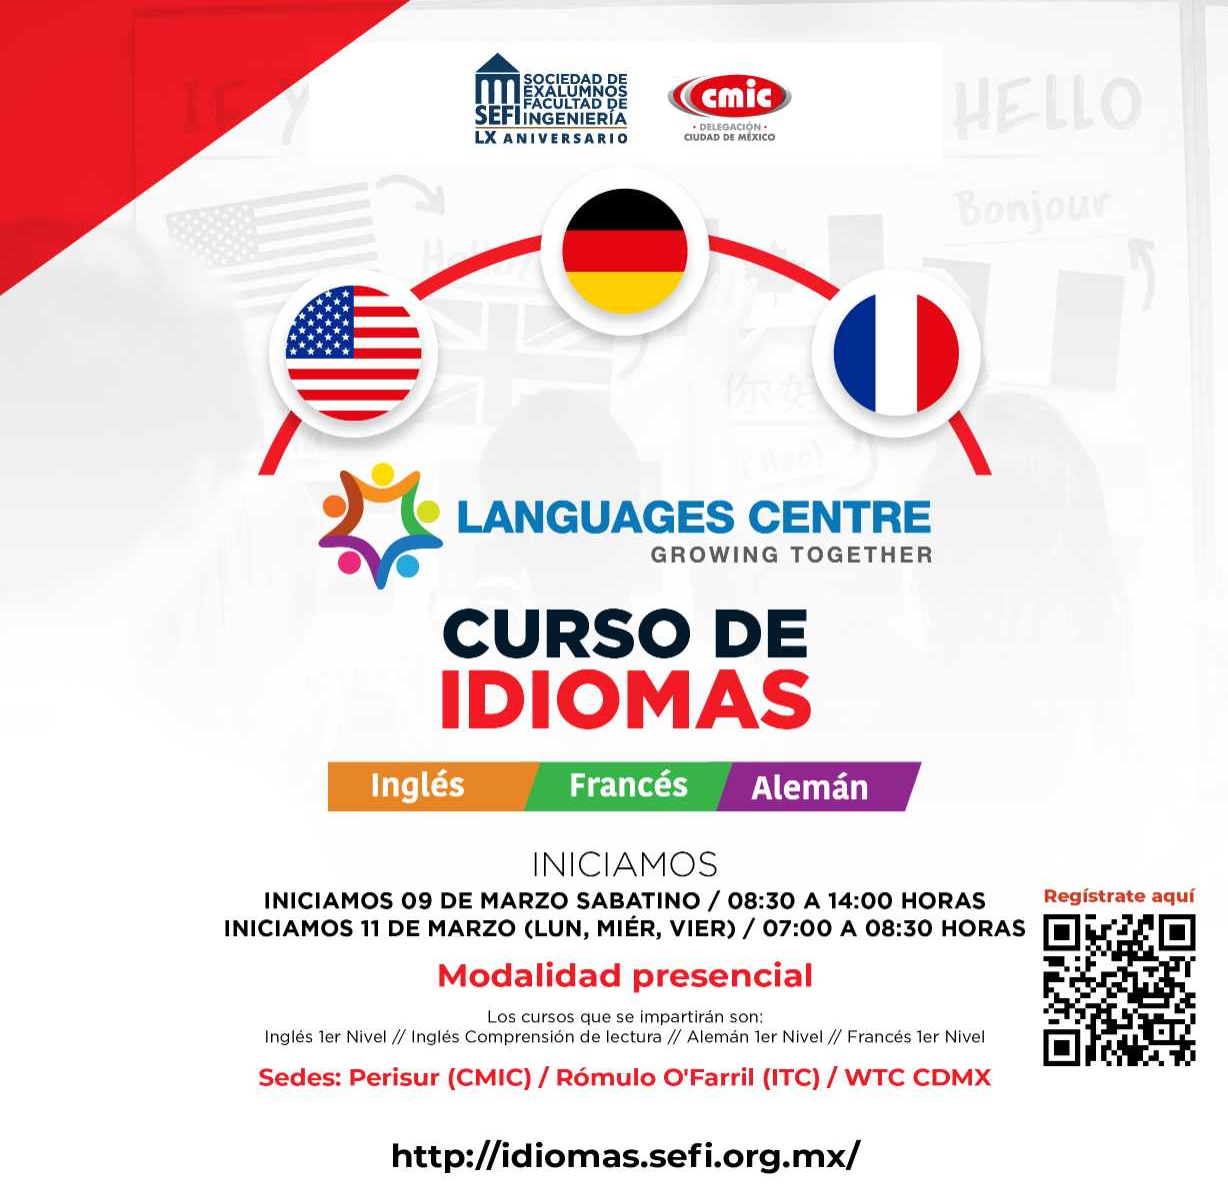 SOCIEDAD DE
EXALUMNOS
FACULTAD DE
SEFI INGENIERÍA
LX ANIVERSARIO
cmic
• DELEGACIÓN •
CIUDAD DE MÉXICO
IF Y
HELLO
Bonjour
Hello
你好
LANGUAGES CENTRE
GROWING TOGETHER
CURSO DE
IDIOMAS
Inglés Francés Alemán
INICIAMOS
INICIAMOS 09 DE MARZO SABATINO / 08:30 A 14:00 HORAS
INICIAMOS 11 DE MARZO (LUN, MIÉR, VIER) / 07:00 A 08:30 HORAS
Regístrate aquí
Modalidad presencial
Los cursos que se impartirán son:
Inglés 1er Nivel // Inglés Comprensión de lectura // Alemán 1er Nivel // Francés 1er Nivel
Sedes: Perisur (CMIC) / Rómulo O'Farril (ITC) / WTC CDMX
http://idiomas.sefi.org.mx/